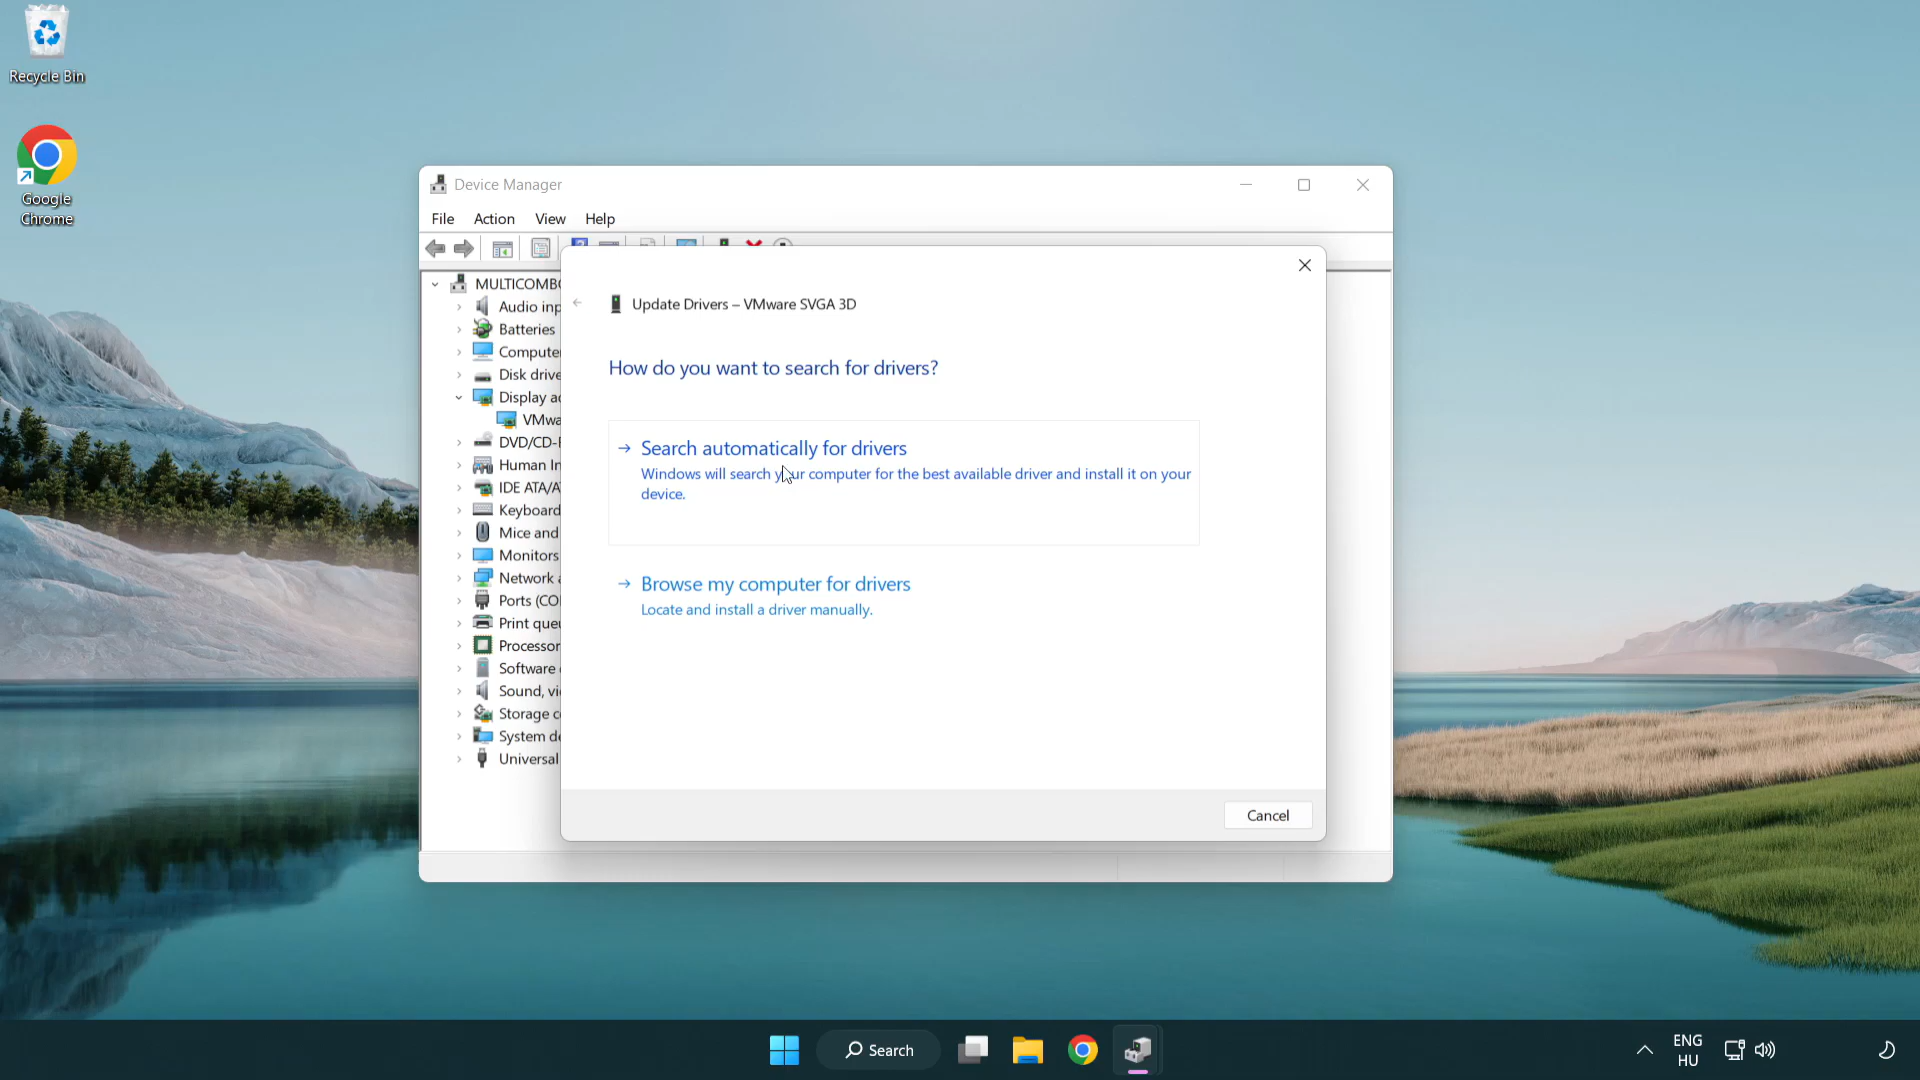 Recycle Bin
Google
Chrome
Device Manager
File Action View Help
MULTICOMBO
Audio inp
Batteries
Compute
Disk drive
Display a
VMwa
DVD/CD-
Human In
IDE ATA/A
Keyboard
Mice and
Monitors
Network a
Ports (CO
Print que
Processor
Software
Sound, vi
Storage c
System de
Universal
Update Drivers – VMware SVGA 3D
How do you want to search for drivers?
Search automatically for drivers
Windows will search your computer for the best available driver and install it on your
device.
Browse my computer for drivers
Locate and install a driver manually.
Cancel
Search
ENG
HU